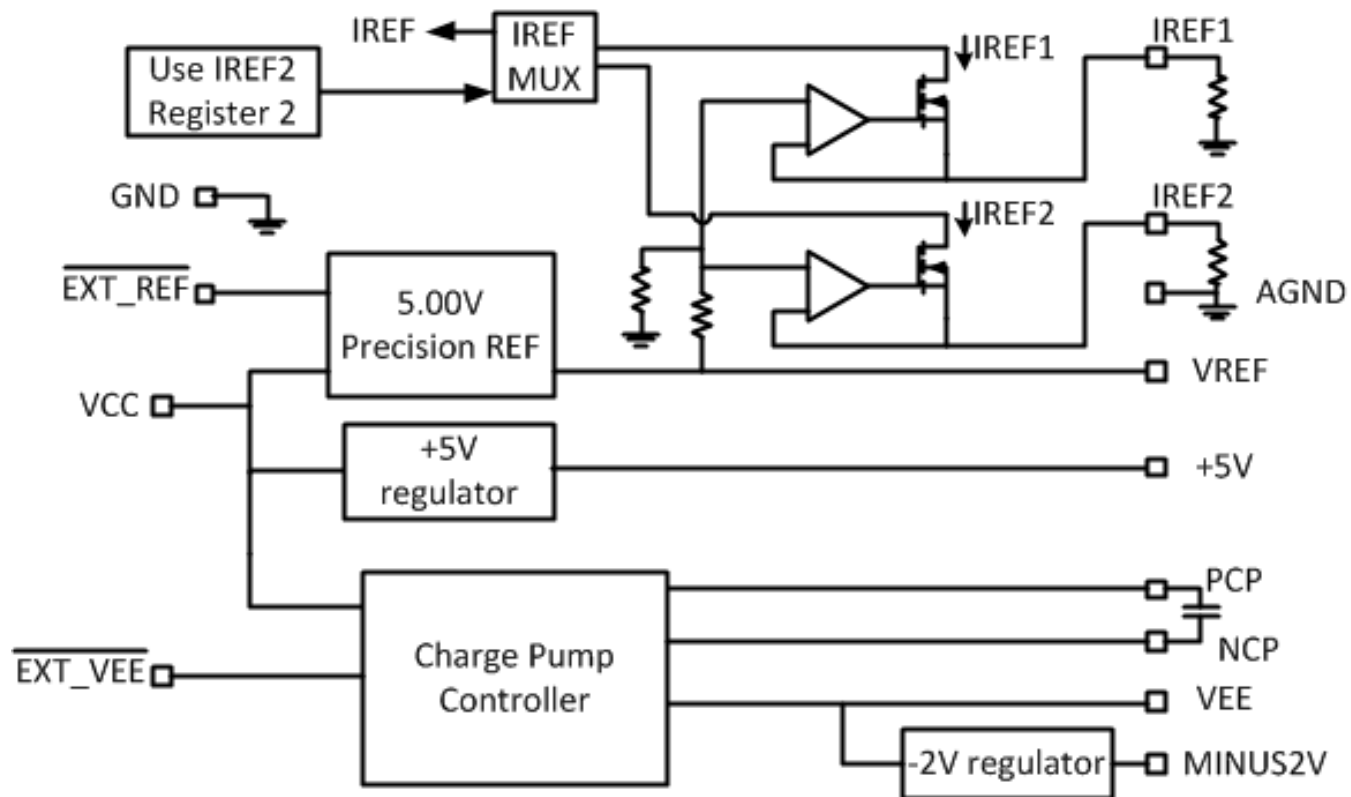 IREF
IREF
MUX
IREF1
IREF1
Use IREF2
Register 2
GND
IREF2
IREF2
EXT_REF
5.00V
Precision REF
AGND
VREF
VCC
+5V
regulator
+5V
PCP
Charge Pump
Controller
NCP
EXT_VEE
VEE
-2V regulator
MINUS2V